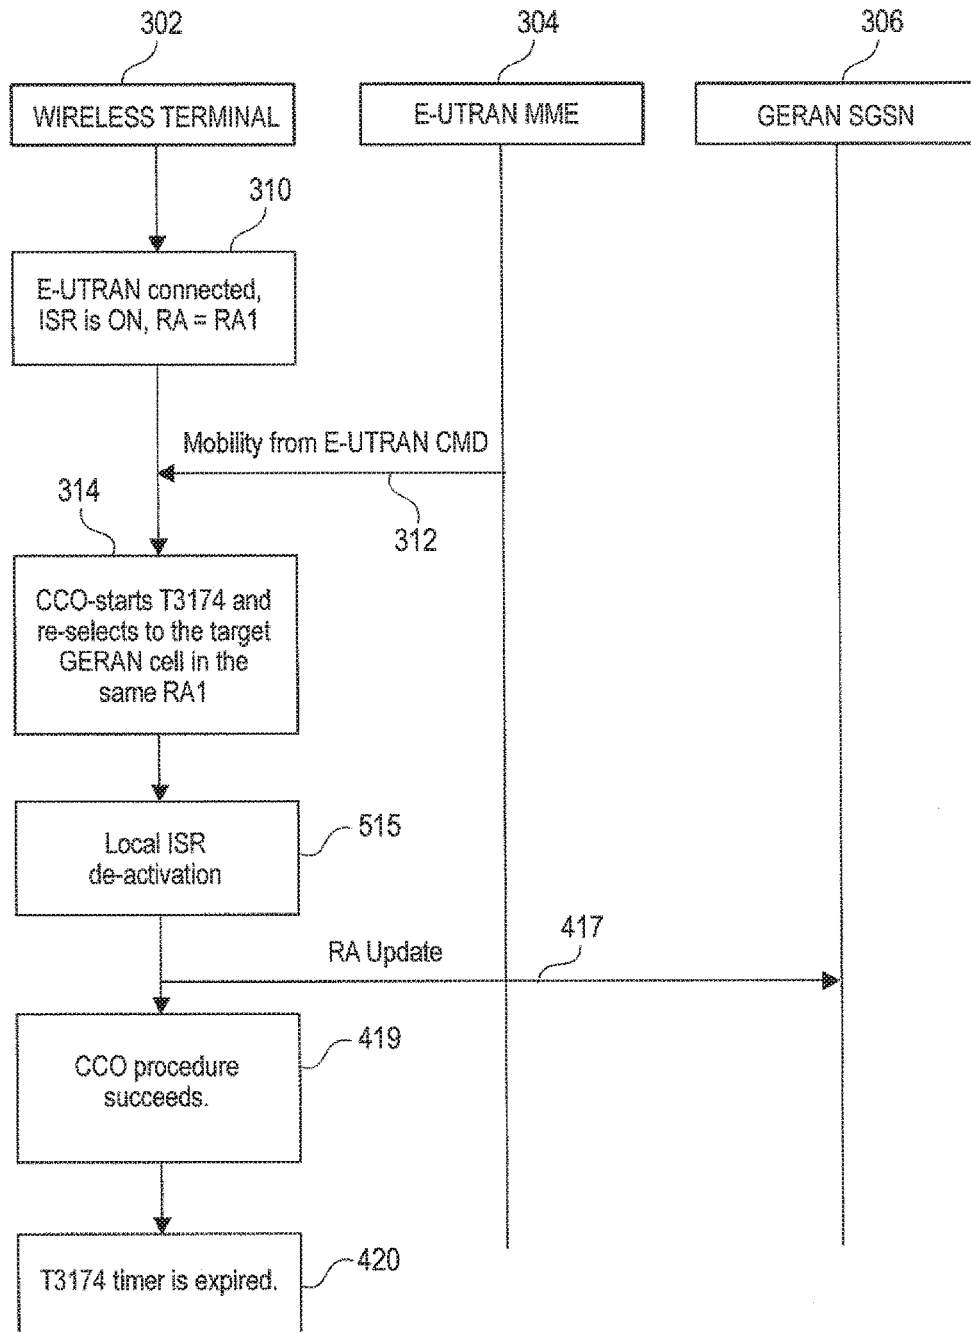 302
304
306
WIRELESS TERMINAL
E-UTRAN MME
GERAN SGSN
310
E-UTRAN connected,
ISR is ON, RA = RA1
Mobility from E-UTRAN CMD
312
314
CCO-starts T3174 and
re-selects to the target
GERAN cell in the
same RA1
515
Local ISR
de-activation
417
RA Update
419
CCO procedure
succeeds.
420
T3174 timer is expired.